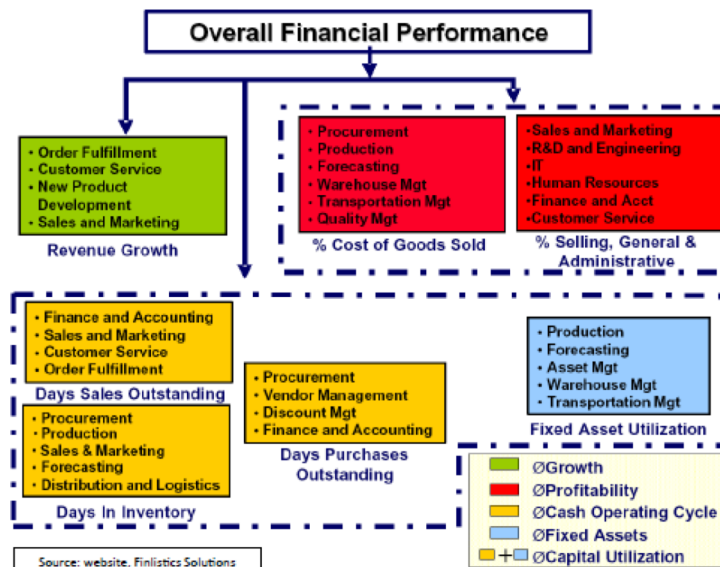 Overall Financial Performance
• Order Fulfillment
• Customer Service
• New Product
Development
• Sales and Marketing
Revenue Growth
• Procurement
• Production
• Forecasting
• Warehouse Mgt
• Transportation Mgt
• Quality Mgt
% Cost of Goods Sold
•Sales and Marketing
•R&D and Engineering
•IT
•Human Resources
•Finance and Acct
•Customer Service
% Selling, General &
Administrative
• Finance and Accounting
• Sales and Marketing
• Customer Service
• Order Fulfillment
Days Sales Outstanding
• Procurement
• Production
• Sales & Marketing
• Forecasting
• Distribution and Logistics
Days In Inventory
• Procurement
• Vendor Management
• Discount Mgt
• Finance and Accounting
Days Purchases
Outstanding
• Production
• Forecasting
• Asset Mgt
• Warehouse Mgt
• Transportation Mgt
Fixed Asset Utilization
ØGrowth
ØProfitability
ØCash Operating Cycle
ØFixed Assets
+ ØCapital Utilization
Source: website, Finlistics Solutions